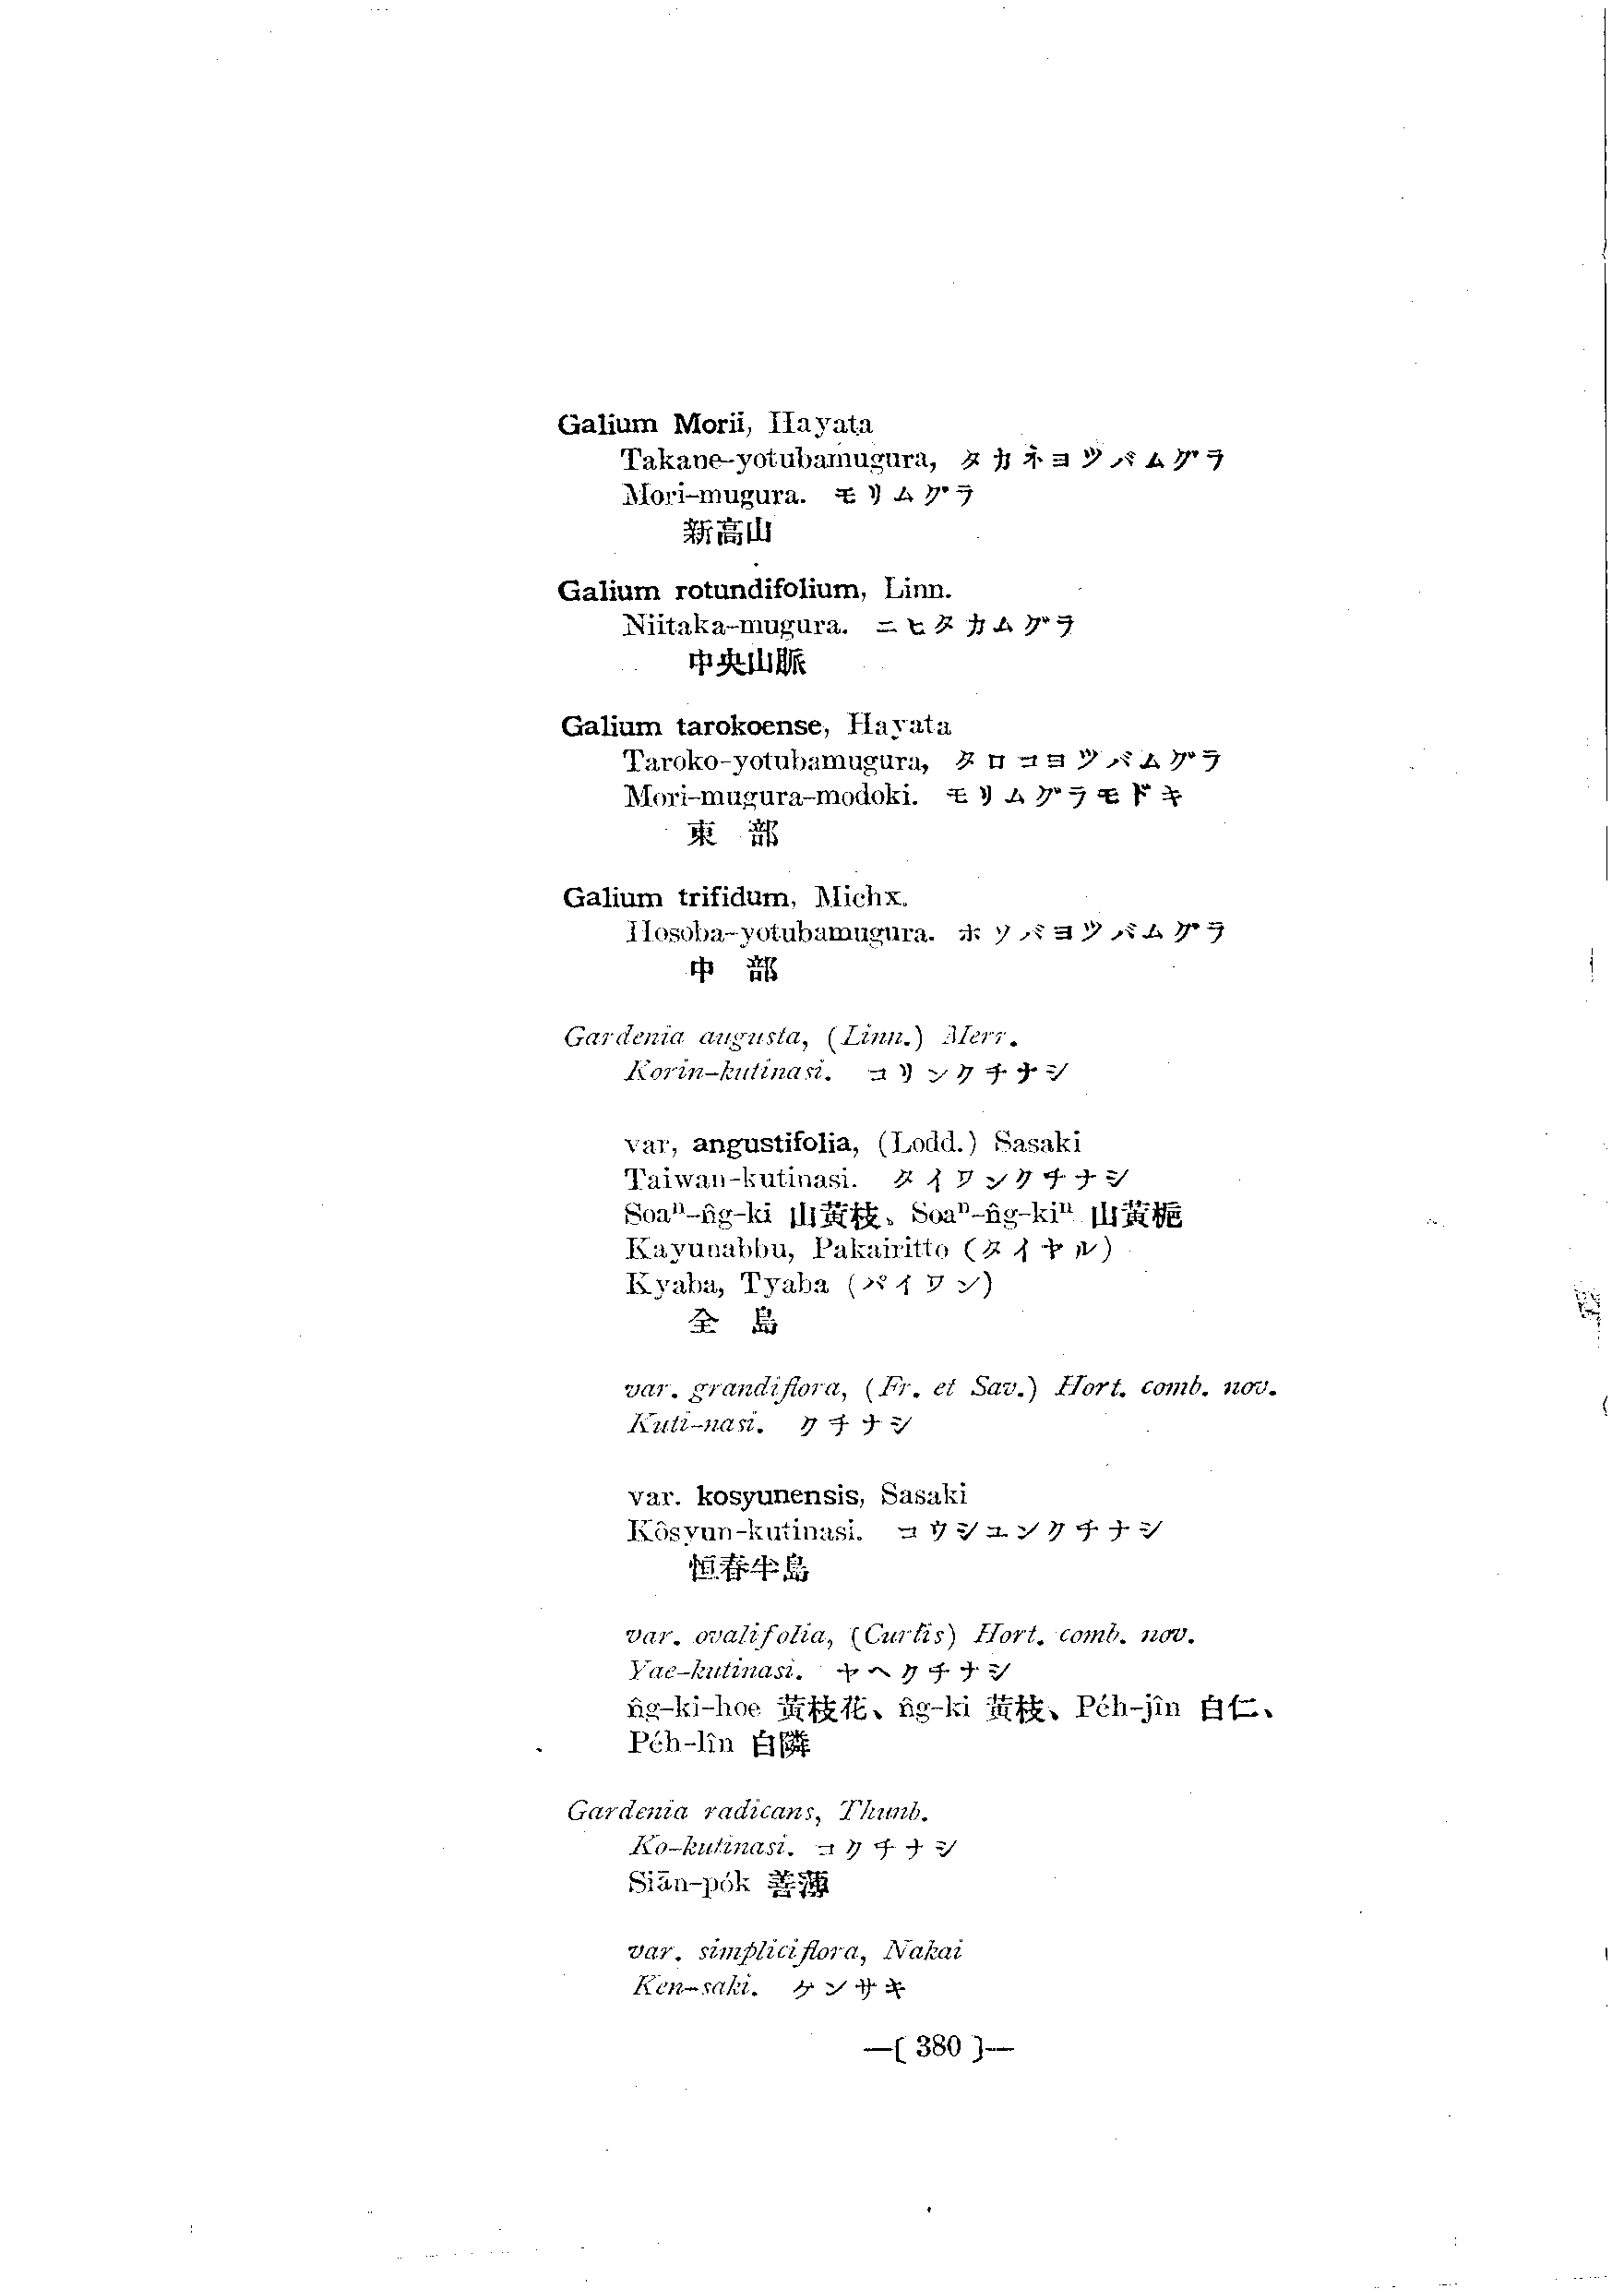 Galium Morii, Hayata
Takane-yotubamugura, タカネヨツバムグラ
Mori-mugura. モリムグラ
新高山
Galium rotundifolium, Linn.
Niitaka-mugura. ニヒタカムグラ
中央山脈
Galium tarokoense, Hayata
Taroko-yotubamugura, タロコヨツバムグラ
Mori-mugura-modoki. モリムグラモドキ
東 部
Galium trifidum, Michx.
Hosoba-yotubamugura. ホソバヨツバムグラ
中 部
Gardenia augusta, (Linn.) Merr.
Korin-kutinasi. コリンクチナシ
var, angustifolia, (Lodd.) Sasaki
Taiwan-kutinasi. タイワンクチナシ
Soaⁿ-n̂g-ki 山黃枝、Soaⁿ-n̂g-kiⁿ 山黃梔
Kayunabbu, Pakairitto (タイヤル)
Kyaba, Tyaba (パイワン)
全 島
var. grandiflora, (Fr. et Sav.) Hort. comb. nov.
Kuti-nasi. クチナシ
var. kosyunensis, Sasaki
Kôsyun-kutinasi. コウシユンクチナシ
恒春半島
var. ovalifolia, (Curtis) Hort. comb. nov.
Yae-kutinasi. ヤヘクチナシ
n̂g-ki-hoe 黃枝花、n̂g-ki 黃枝、Péh-jîn 白仁、
Péh-lîn 白隣
Gardenia radicans, Thunb.
Ko-kutinasi. コクチナシ
Siān-pók 蒼蔔
var. simpliciflora, Nakai
Ken-saki. ケンサキ
—( 380 )—